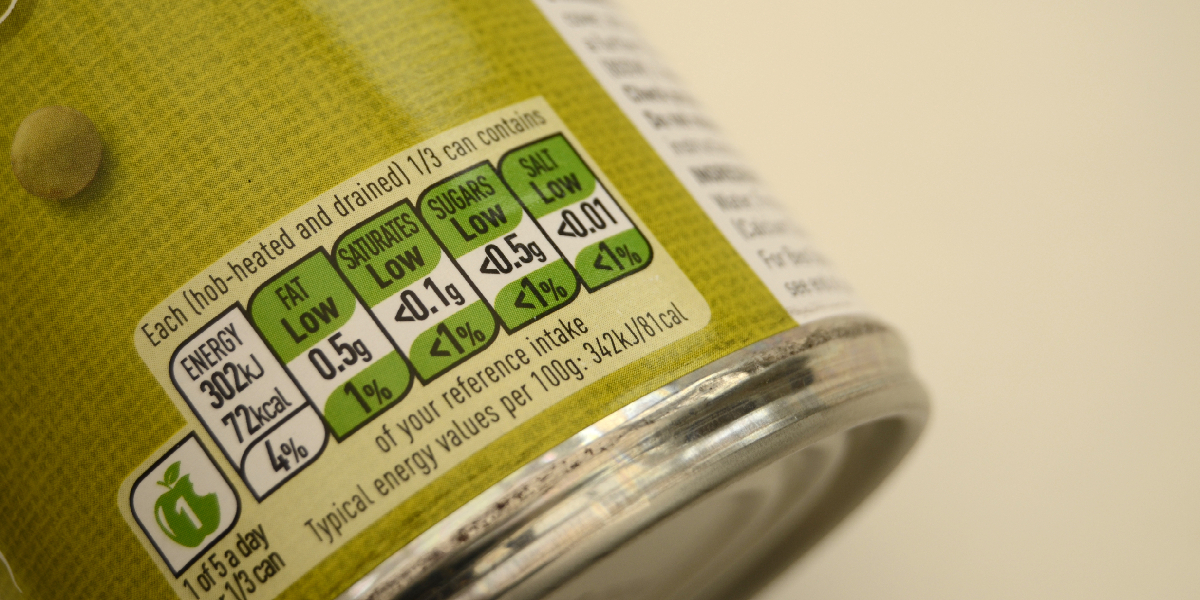 Each (hob-heated and drained) 1/3 can contains
ENERGY
302kJ
72kcal
4%
FAT
Low
0.5g
1%
SATURATES
Low
<0.1g
<1%
SUGARS
Low
<0.5g
<1%
SALT
Low
<0.01
<1%
of your reference intake
Typical energy values per 100g: 342kJ/81cal
1
1 of 5 a day
1/3 can